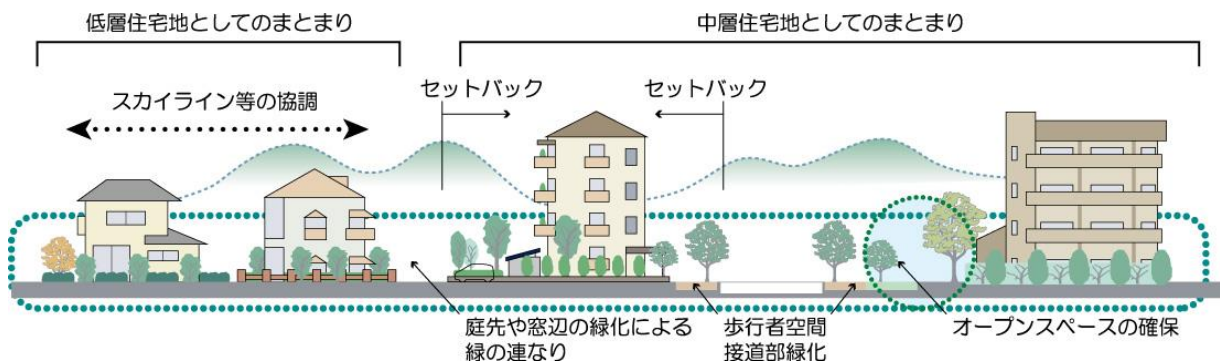 低層住宅地としてのまとまり
中層住宅地としてのまとまり
スカイライン等の協調
セットバック
セットバック
庭先や窓辺の緑化による
緑の連なり
歩行者空間
接道部緑化
オープンスペースの確保